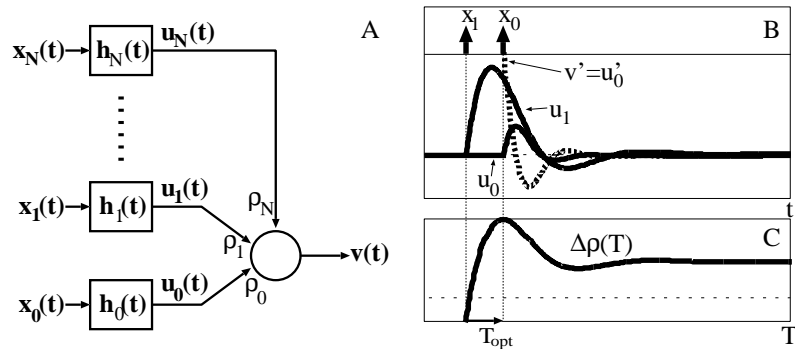 A
x_N(t) h_N(t) u_N(t)
ρ_N
x_1(t) h_1(t) u_1(t)
ρ_1
x_0(t) h_0(t) u_0(t)
ρ_0
v(t)
x_1 x_0 B
v'=u_0'
u_1
u_0
t
C
Δρ(T)
T_opt T